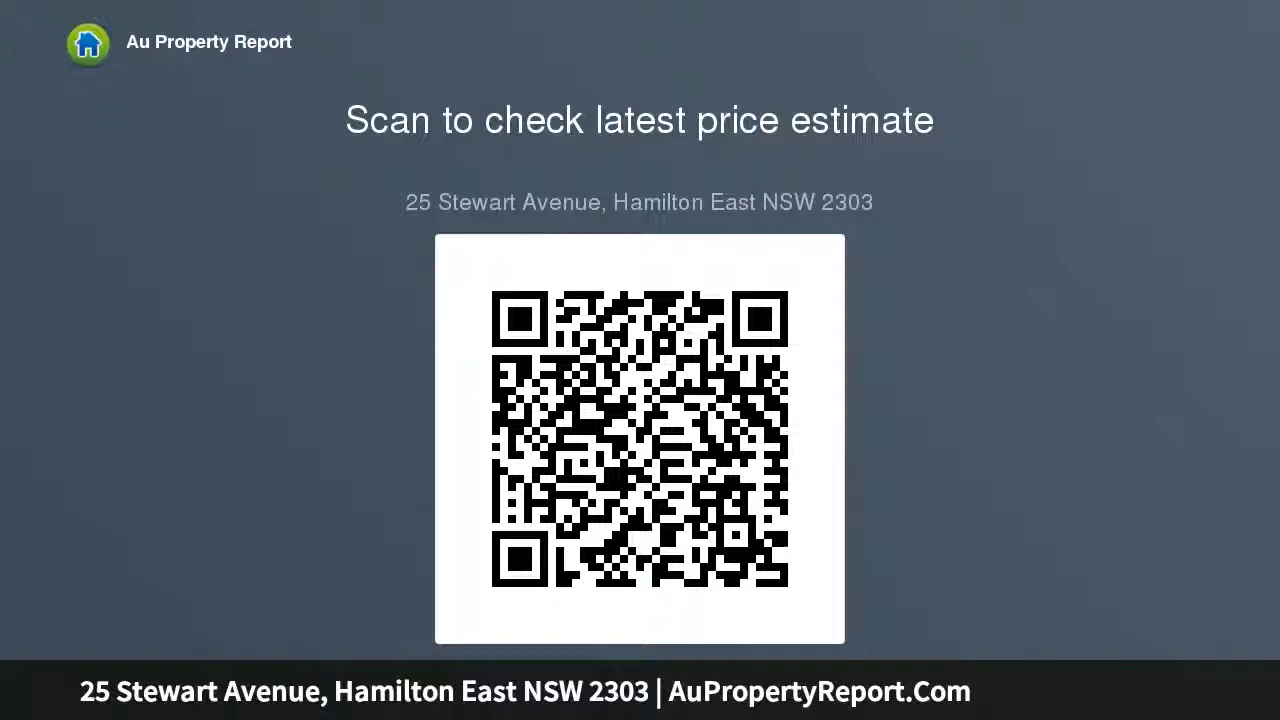 Au Property Report
Scan to check latest price estimate
25 Stewart Avenue, Hamilton East NSW 2303
25 Stewart Avenue, Hamilton East NSW 2303 | AuPropertyReport.Com